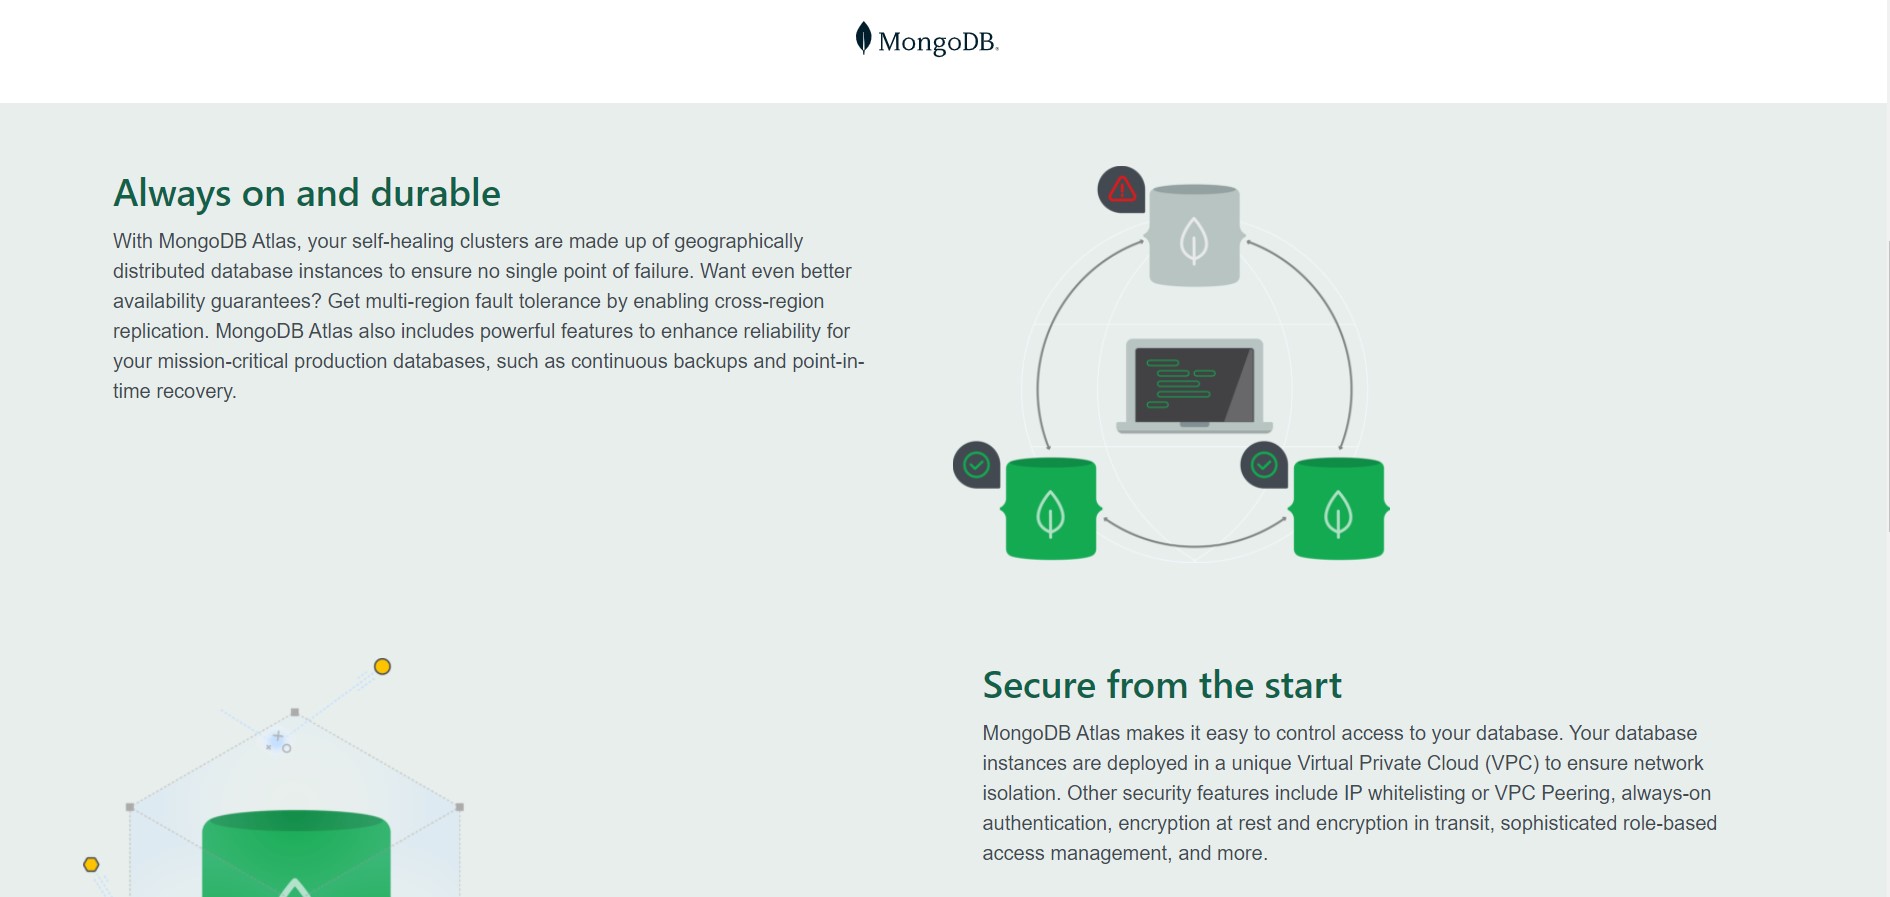 MongoDB.
Always on and durable
With MongoDB Atlas, your self-healing clusters are made up of geographically
distributed database instances to ensure no single point of failure. Want even better
availability guarantees? Get multi-region fault tolerance by enabling cross-region
replication. MongoDB Atlas also includes powerful features to enhance reliability for
your mission-critical production databases, such as continuous backups and point-in-
time recovery.
Secure from the start
MongoDB Atlas makes it easy to control access to your database. Your database
instances are deployed in a unique Virtual Private Cloud (VPC) to ensure network
isolation. Other security features include IP whitelisting or VPC Peering, always-on
authentication, encryption at rest and encryption in transit, sophisticated role-based
access management, and more.